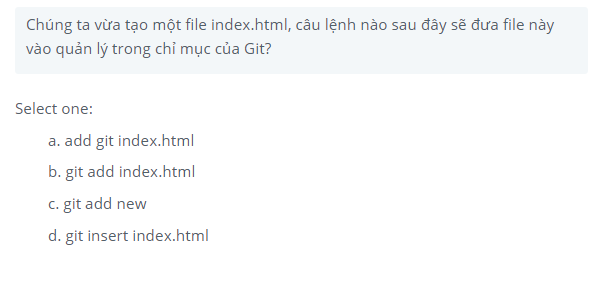 Chúng ta vừa tạo một file index.html, câu lệnh nào sau đây sẽ đưa file này
vào quản lý trong chỉ mục của Git?
Select one:
a. add git index.html
b. git add index.html
c. git add new
d. git insert index.html